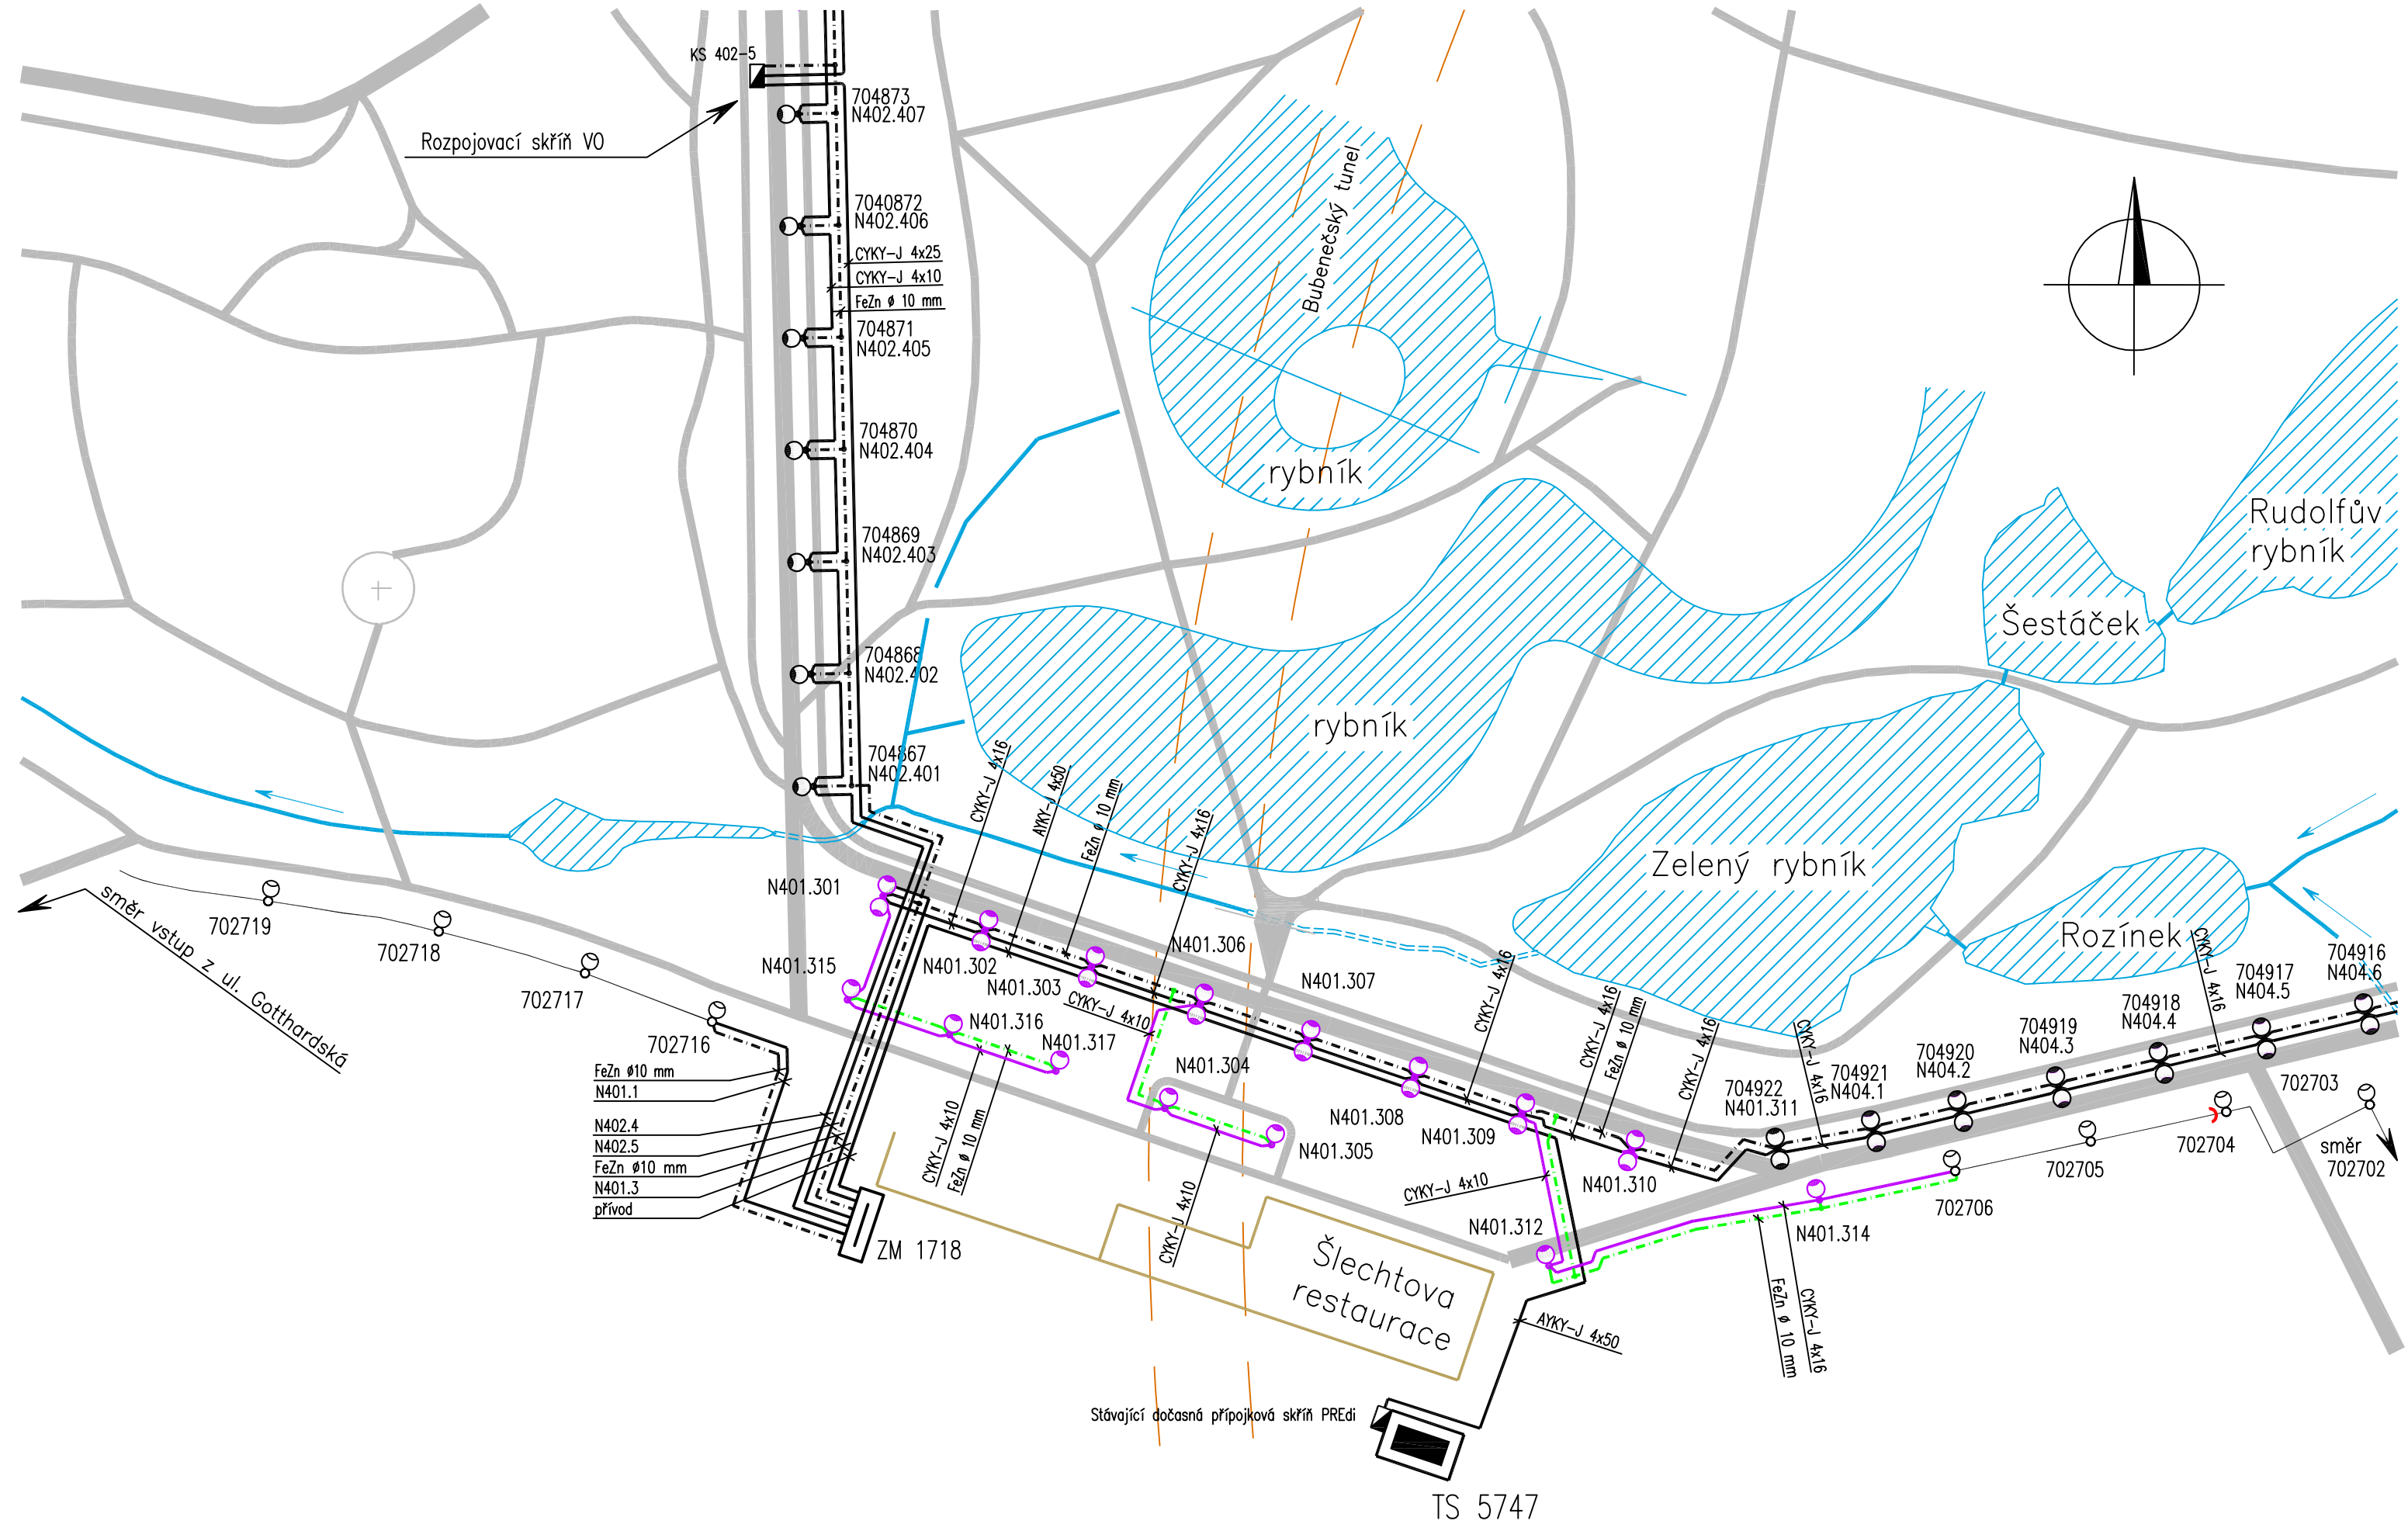 KS 402-5
Rozpojovací skříň VO
704873
N402.407
7040872
N402.406
CYKY-J 4x25
CYKY-J 4x10
FeZn ø 10 mm
704871
N402.405
704870
N402.404
704869
N402.403
704868
N402.402
704867
N402.401
Bubenečský tunel
rybník
rybník
Rudolfův
rybník
Šestáček
Zelený rybník
Rozínek
CYKY-J 4x16
AYKY-J 4x50
FeZn ø 10 mm
CYKY-J 4x16
směr vstup z ul. Gotthardská
702719
702718
702717
702716
N401.301
N401.315
N401.302
N401.303
N401.316
N401.317
CYKY-J 4x10
N401.306
N401.307
N401.304
N401.305
N401.308
N401.309
CYKY-J 4x16
CYKY-J 4x16
FeZn ø 10 mm
CYKY-J 4x16
CYKY-J 4x16
N401.310
704922
N401.311
704921
N404.1
704920
N404.2
704919
N404.3
704918
N404.4
CYKY-J 4x16
704917
N404.5
704916
N404.6
702703
702704
702705
702706
směr
702702
FeZn ø10 mm
N401.1
N402.4
N402.5
FeZn ø10 mm
N401.3
přívod
ZM 1718
CYKY-J 4x10
FeZn ø 10 mm
CYKY-J 4x10
CYKY-J 4x10
N401.312
N401.314
FeZn ø 10 mm
CYKY-J 4x16
Šlechtova
restaurace
AYKY-J 4x50
Stávající dočasná přípojková skříň PREdi
TS 5747